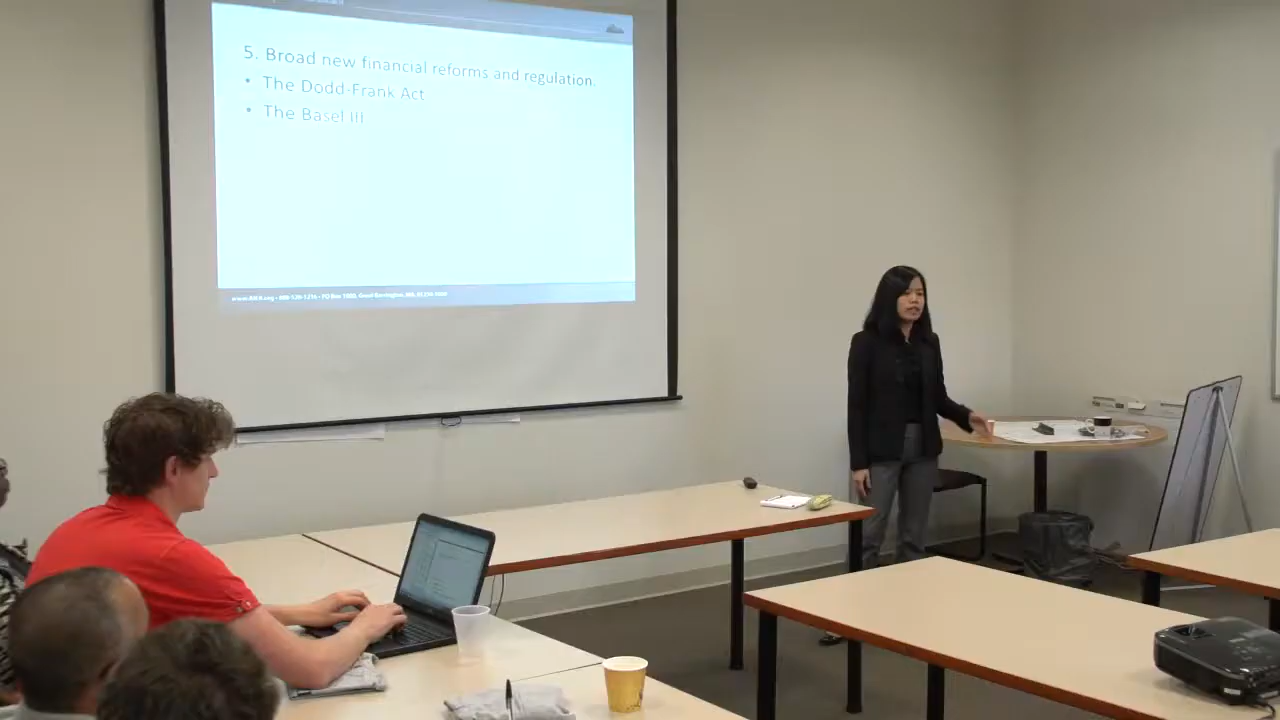 5. Broad new financial reforms and regulation.
• The Dodd-Frank Act
• The Basel III